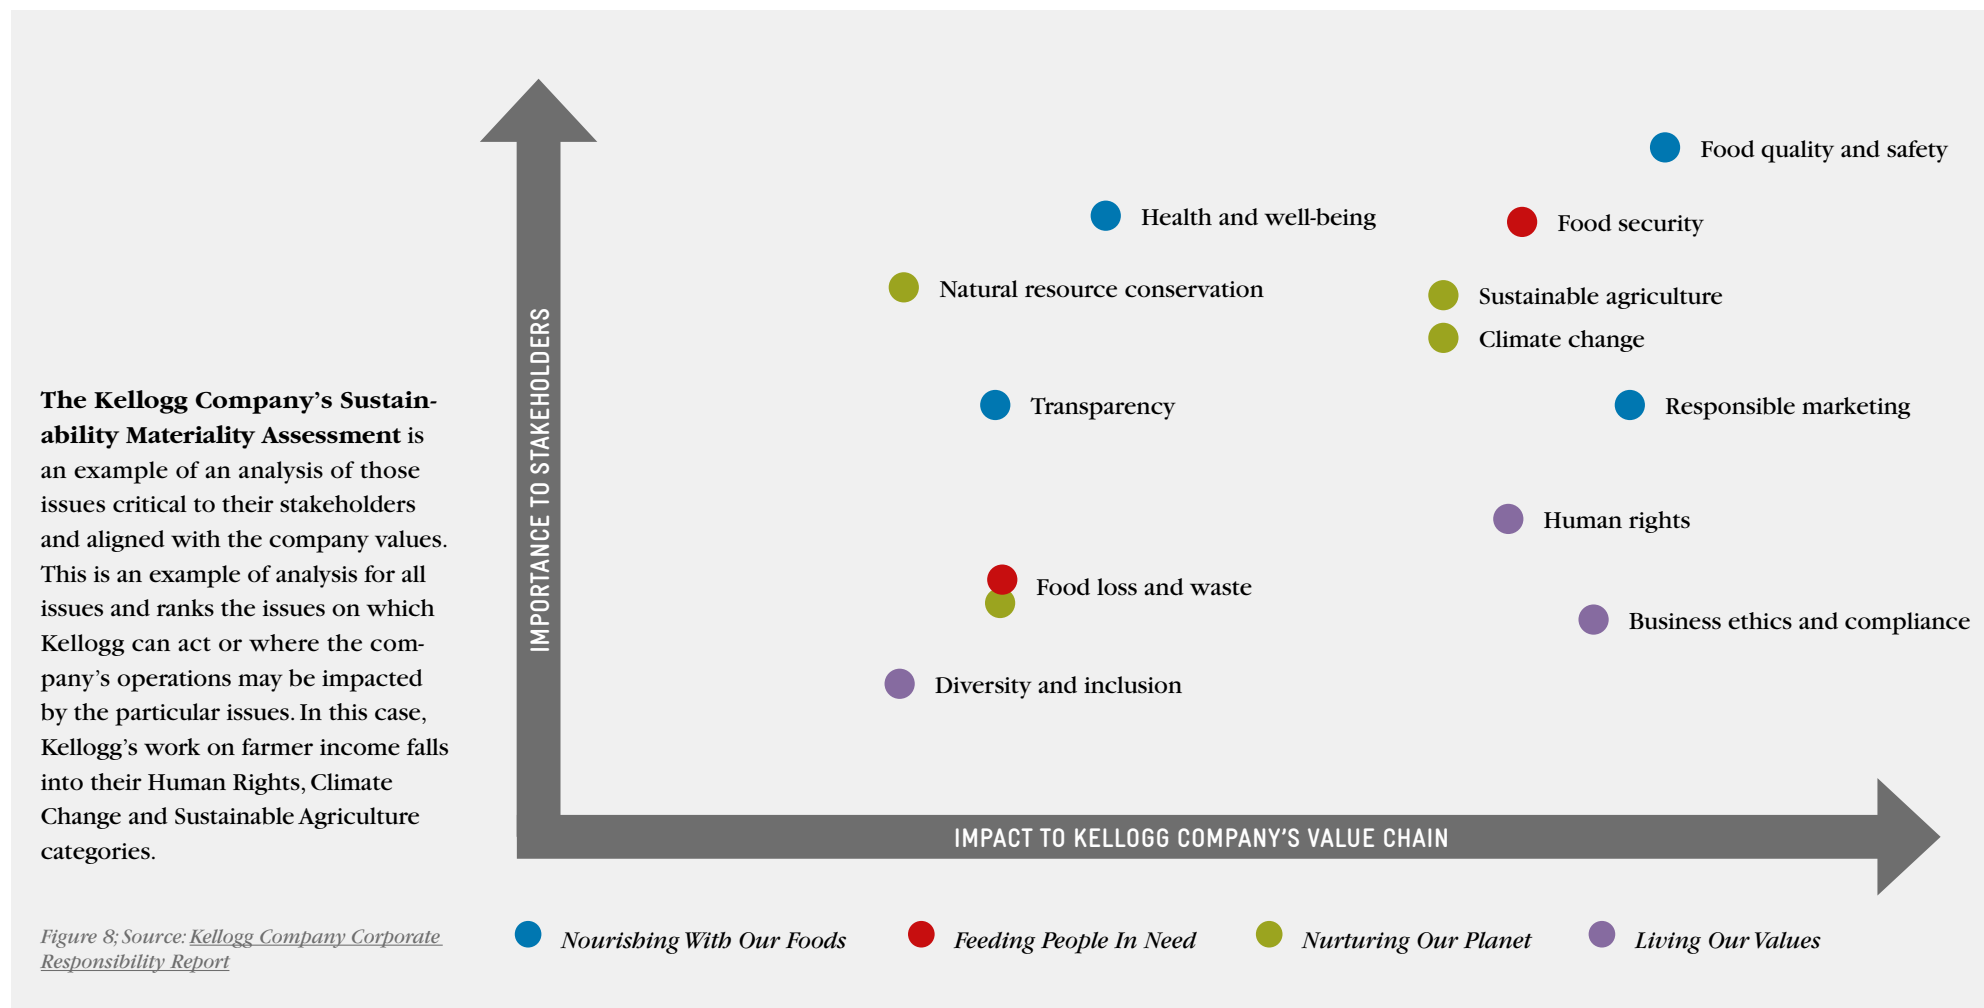 The Kellogg Company's Sustain-
ability Materiality Assessment is
an example of an analysis of those
issues critical to their stakeholders
and aligned with the company values.
This is an example of analysis for all
issues and ranks the issues on which
Kellogg can act or where the com-
pany's operations may be impacted
by the particular issues. In this case,
Kellogg's work on farmer income falls
into their Human Rights, Climate
Change and Sustainable Agriculture
categories.
Figure 8; Source: Kellogg Company Corporate
Responsibility Report
IMPORTANCE TO STAKEHOLDERS
Food quality and safety
Health and well-being
Food security
Natural resource conservation
Sustainable agriculture
Climate change
Transparency
Responsible marketing
Human rights
Food loss and waste
Business ethics and compliance
Diversity and inclusion
IMPACT TO KELLOGG COMPANY'S VALUE CHAIN
Nourishing With Our Foods
Feeding People In Need
Nurturing Our Planet
Living Our Values